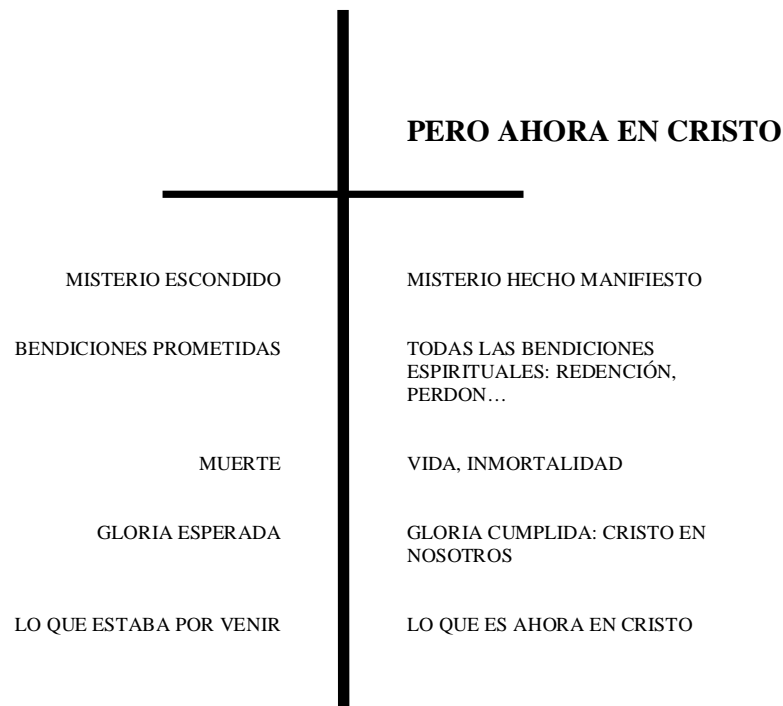 PERO AHORA EN CRISTO
MISTERIO ESCONDIDO
MISTERIO HECHO MANIFIESTO
BENDICIONES PROMETIDAS
TODAS LAS BENDICIONES
ESPIRITUALES: REDENCIÓN,
PERDON…
MUERTE
VIDA, INMORTALIDAD
GLORIA ESPERADA
GLORIA CUMPLIDA: CRISTO EN
NOSOTROS
LO QUE ESTABA POR VENIR
LO QUE ES AHORA EN CRISTO